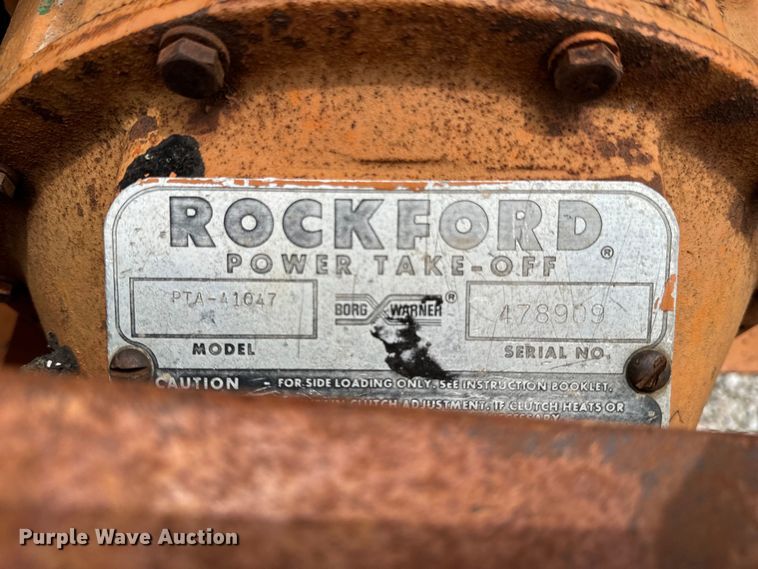 ROCKFORD®
POWER TAKE-OFF
PTA-41047
BORG WARNER®
478909
MODEL
SERIAL NO.
CAUTION - FOR SIDE LOADING ONLY. SEE INSTRUCTION BOOKLET.
CLUTCH ADJUSTMENT. IF CLUTCH HEATS OR
Purple Wave Auction